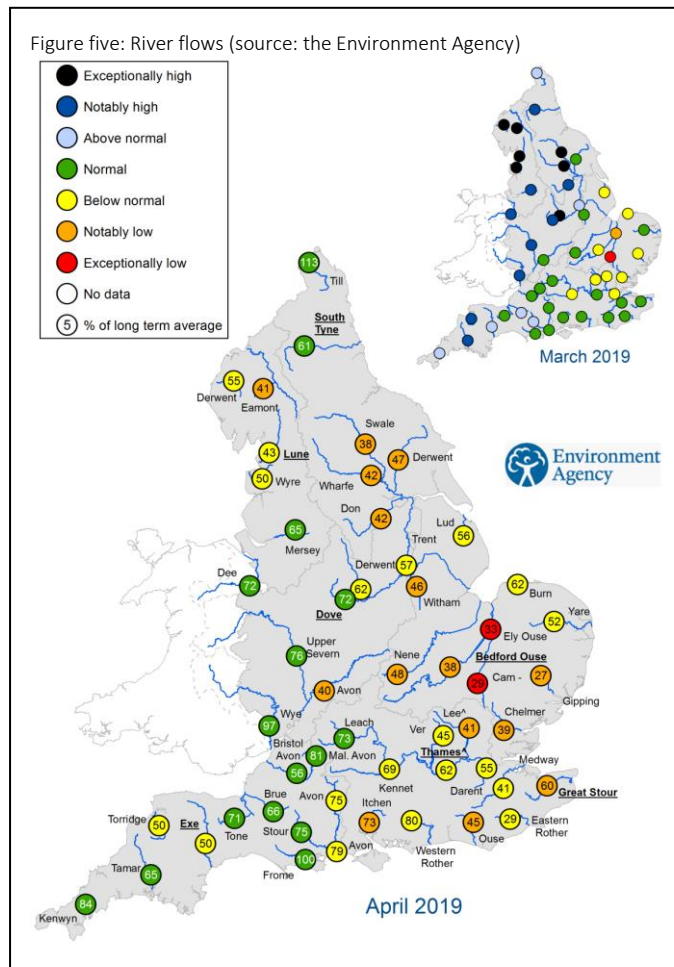 Figure five: River flows (source: the Environment Agency)
Exceptionally high
Notably high
Above normal
Normal
Below normal
Notably low
Exceptionally low
No data
5 % of long term average
March 2019
Environment
Agency
113
Till
South
Tyne
61
55
Derwent
41
Eamont
43
Lune
50
Wyre
Swale
38
47
Derwent
Wharfe
42
Don
42
Lud
56
65
Mersey
Trent
57
Derwent
62
72
Dove
Dee
72
46
Witham
62
Burn
Yare
52
33
Ely Ouse
Upper
Severn
76
Nene
48
38
Bedford Ouse
29
Cam -
27
Gipping
40
Avon
Wye
97
Leach
73
Bristol
Avon
56
81
Mal. Avon
Ver
45
Lee^
41
Chelmer
39
Thames^
62
55
Medway
69
Kennet
Darent
41
60
Great Stour
Brue
66
Avon
75
Itchen
73
80
Western
Rother
45
Ouse
29
Eastern
Rother
Torridge
50
Exe
50
71
Tone
Stour
75
79
Avon
100
Frome
Tamar
65
84
Kenwyn
April 2019